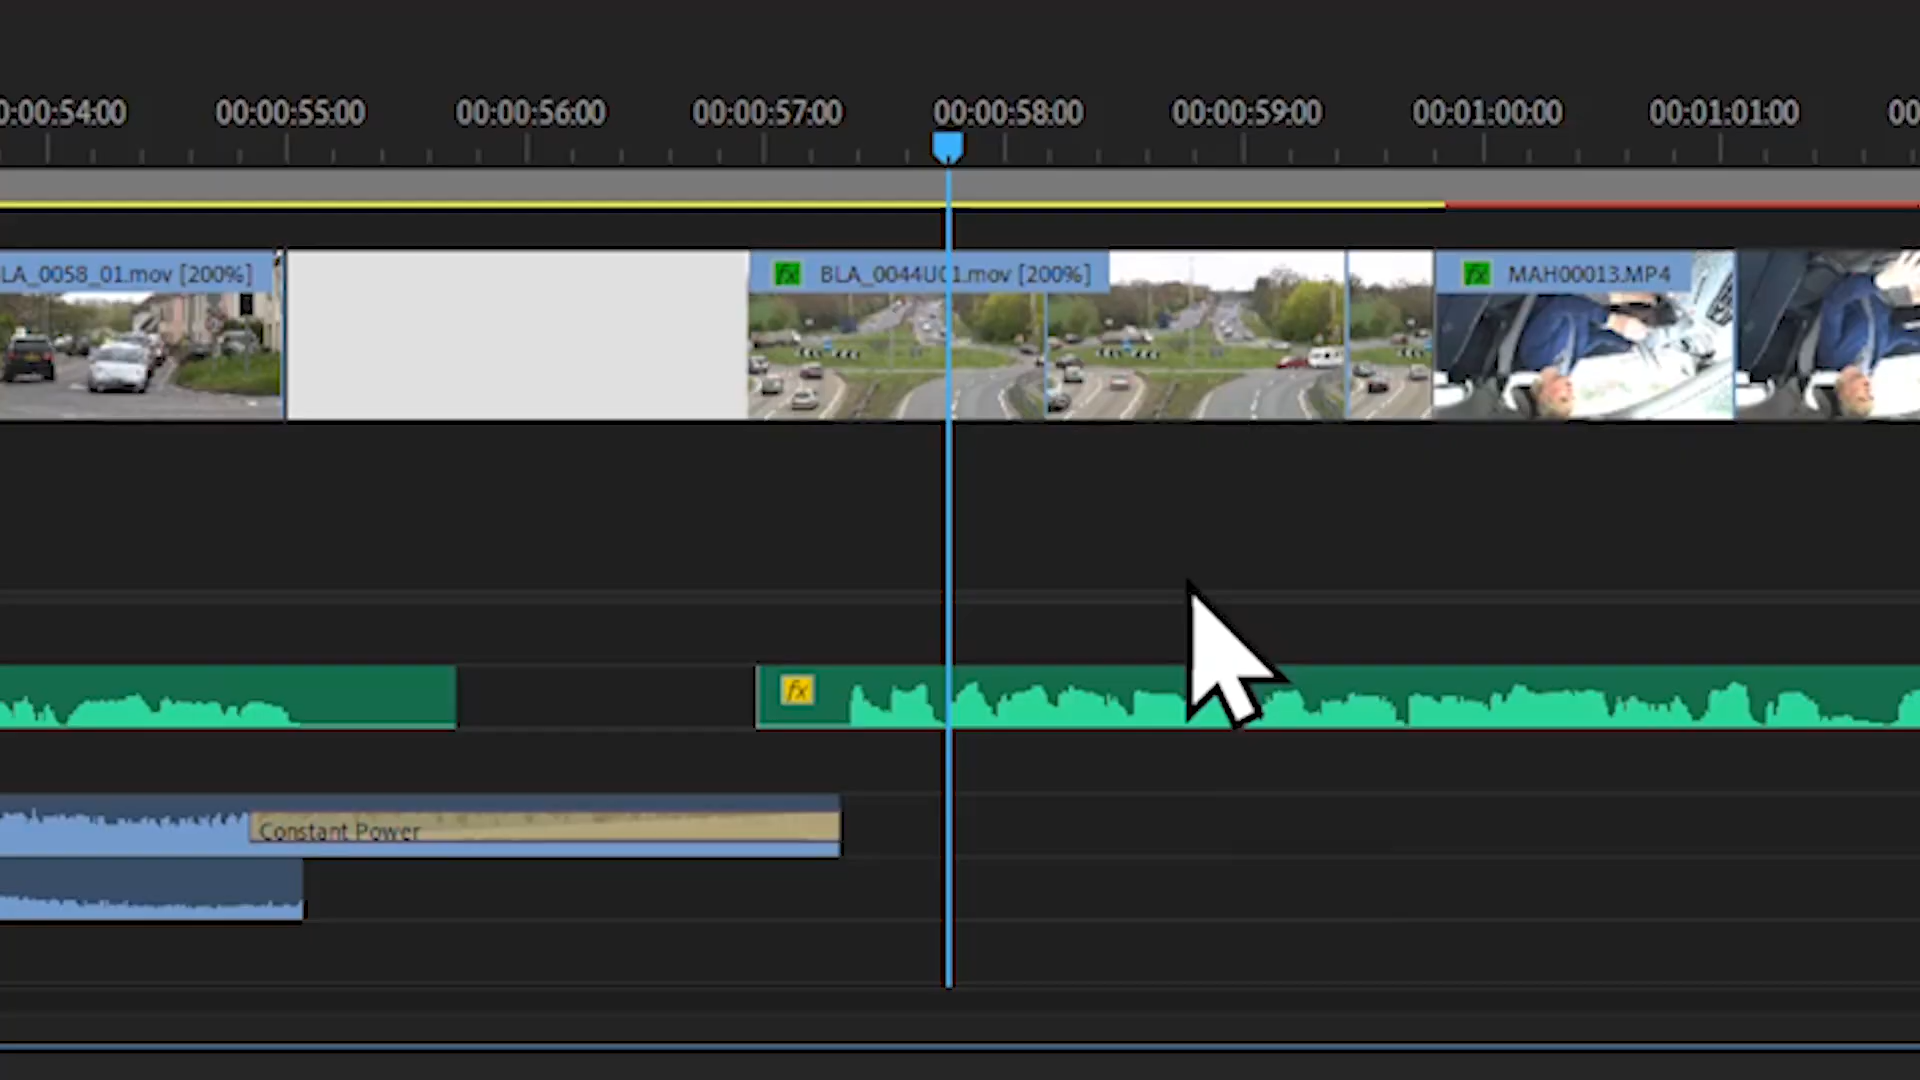 0:00:54:00 00:00:55:00 00:00:56:00 00:00:57:00 00:00:58:00 00:00:59:00 00:01:00:00 00:01:01:00 00
LA_0058_01.mov [200%] fx BLA_0044U01.mov [200%] fx MAH00013.MP4
fx
Constant Power